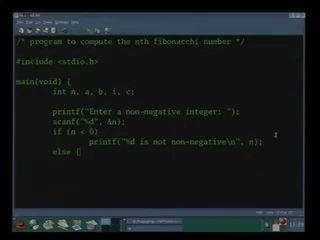 /* program to compute the nth fibonacchi number */
#include <stdio.h>
main(void) {
int n, a, b, i, c;
printf("Enter a non-negative integer: ");
scanf("%d", &n);
if (n < 0)
printf("%d is not non-negative\n", n);
else {